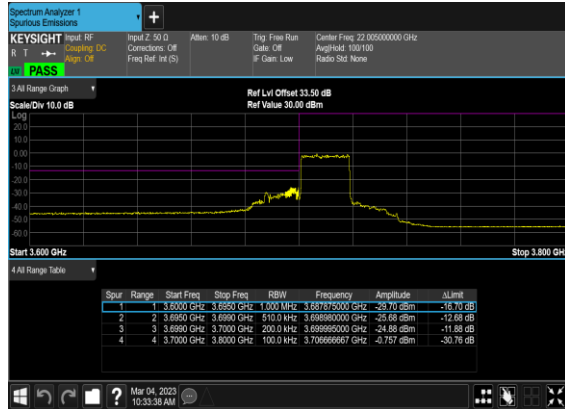 Spectrum Analyzer 1
Spurious Emissions
KEYSIGHT Input: RF Input Z: 50 Ω Atten: 10 dB Trig: Free Run Center Freq: 22.005000000 GHz
R T Coupling: DC Corrections: Off Gate: Off Avg|Hold: 100/100
Align: Off Freq Ref: Int (S) IF Gain: Low Radio Std: None
PASS
3 All Range Graph
Ref Lvl Offset 33.50 dB
Scale/Div 10.0 dB Ref Value 30.00 dBm
Log
20.0
10.0
0.00
-10.0
-20.0
-30.0
-40.0
-50.0
-60.0
Start 3.600 GHz Stop 3.800 GH
4 All Range Table
Spur Range Start Freq Stop Freq RBW Frequency Amplitude ΔLimit
1 1 3.6000 GHz 3.6950 GHz 1.000 MHz 3.687875000 GHz -29.70 dBm -16.70 dB
2 2 3.6950 GHz 3.6990 GHz 510.0 kHz 3.698980000 GHz -25.68 dBm -12.68 dB
3 3 3.6990 GHz 3.7000 GHz 200.0 kHz 3.699995000 GHz -24.88 dBm -11.88 dB
4 4 3.7000 GHz 3.8000 GHz 100.0 kHz 3.706666667 GHz -0.757 dBm -30.76 dB
?
Mar 04, 2023
10:33:38 AM